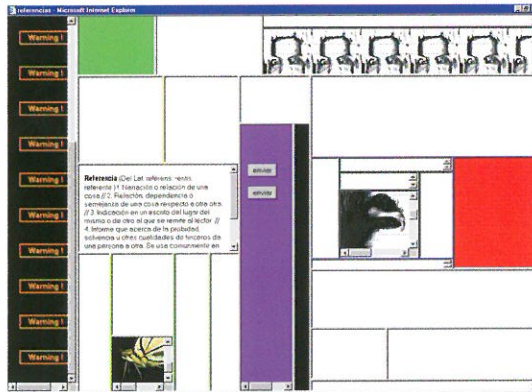 referencias - Microsoft Internet Explorer
Warning !
Warning !
Warning !
Warning !
Warning !
Warning !
Warning !
Warning !
Warning !
Warning !
Referencia (Del Lat. referens, -entis,
referente ) 1. Narración o relación de una
cosa // 2. Relación, dependencia o
semejanza de una cosa respecto a otra otra.
// 3. Indicación en un escrito del lugar del
mismo o de otro al que se remite al lector. //
4. Informe que acerca de la probidad,
solvencia u otras cualidades de terceros da
una persona a otra. Se usa comúnmente en
enviar
enviar